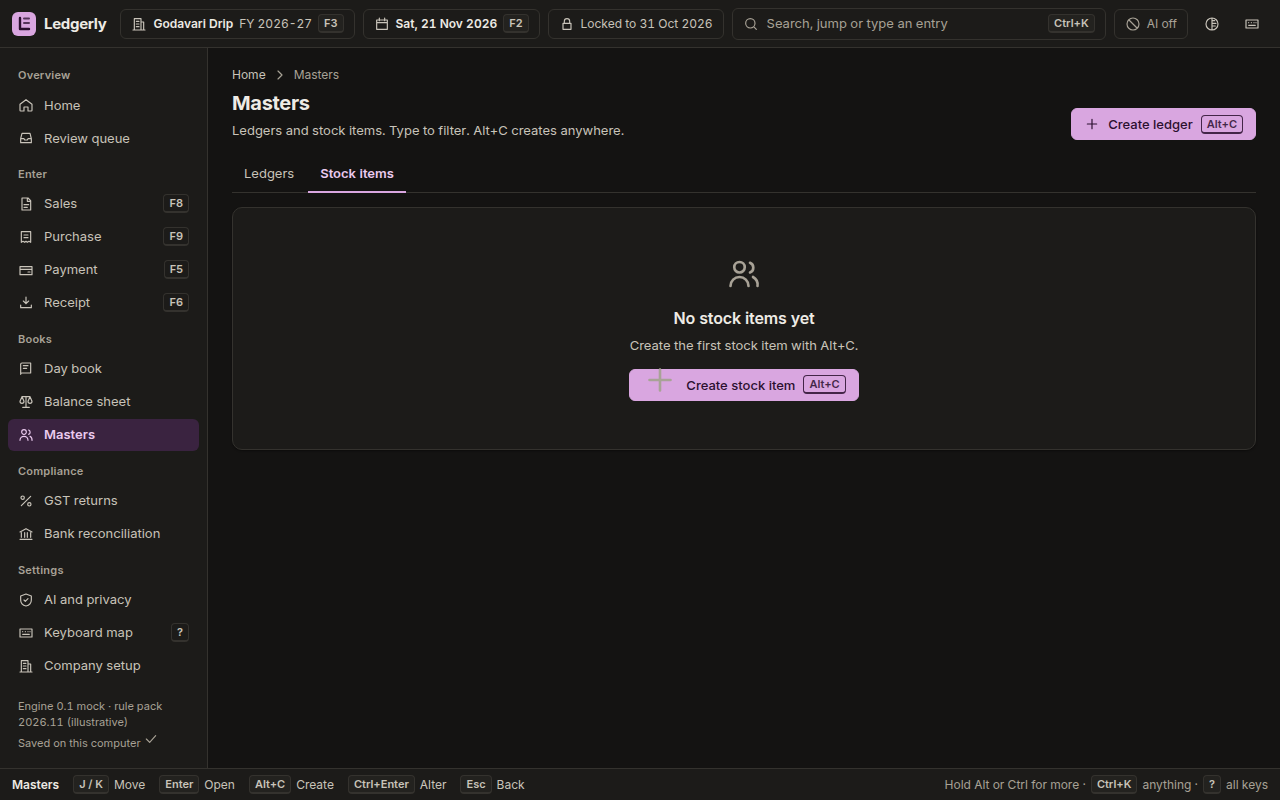 Ledgerly
Godavari Drip FY 2026-27 F3
Sat, 21 Nov 2026 F2
Locked to 31 Oct 2026
Search, jump or type an entry Ctrl+K
AI off
Overview
Home
Review queue
Enter
Sales F8
Purchase F9
Payment F5
Receipt F6
Books
Day book
Balance sheet
Masters
Compliance
GST returns
Bank reconciliation
Settings
AI and privacy
Keyboard map ?
Company setup
Engine 0.1 mock · rule pack
2026.11 (illustrative)
Saved on this computer
Home Masters
Masters
Ledgers and stock items. Type to filter. Alt+C creates anywhere.
Create ledger Alt+C
Ledgers Stock items
No stock items yet
Create the first stock item with Alt+C.
Create stock item Alt+C
Masters J / K Move Enter Open Alt+C Create Ctrl+Enter Alter Esc Back
Hold Alt or Ctrl for more · Ctrl+K anything · ? all keys